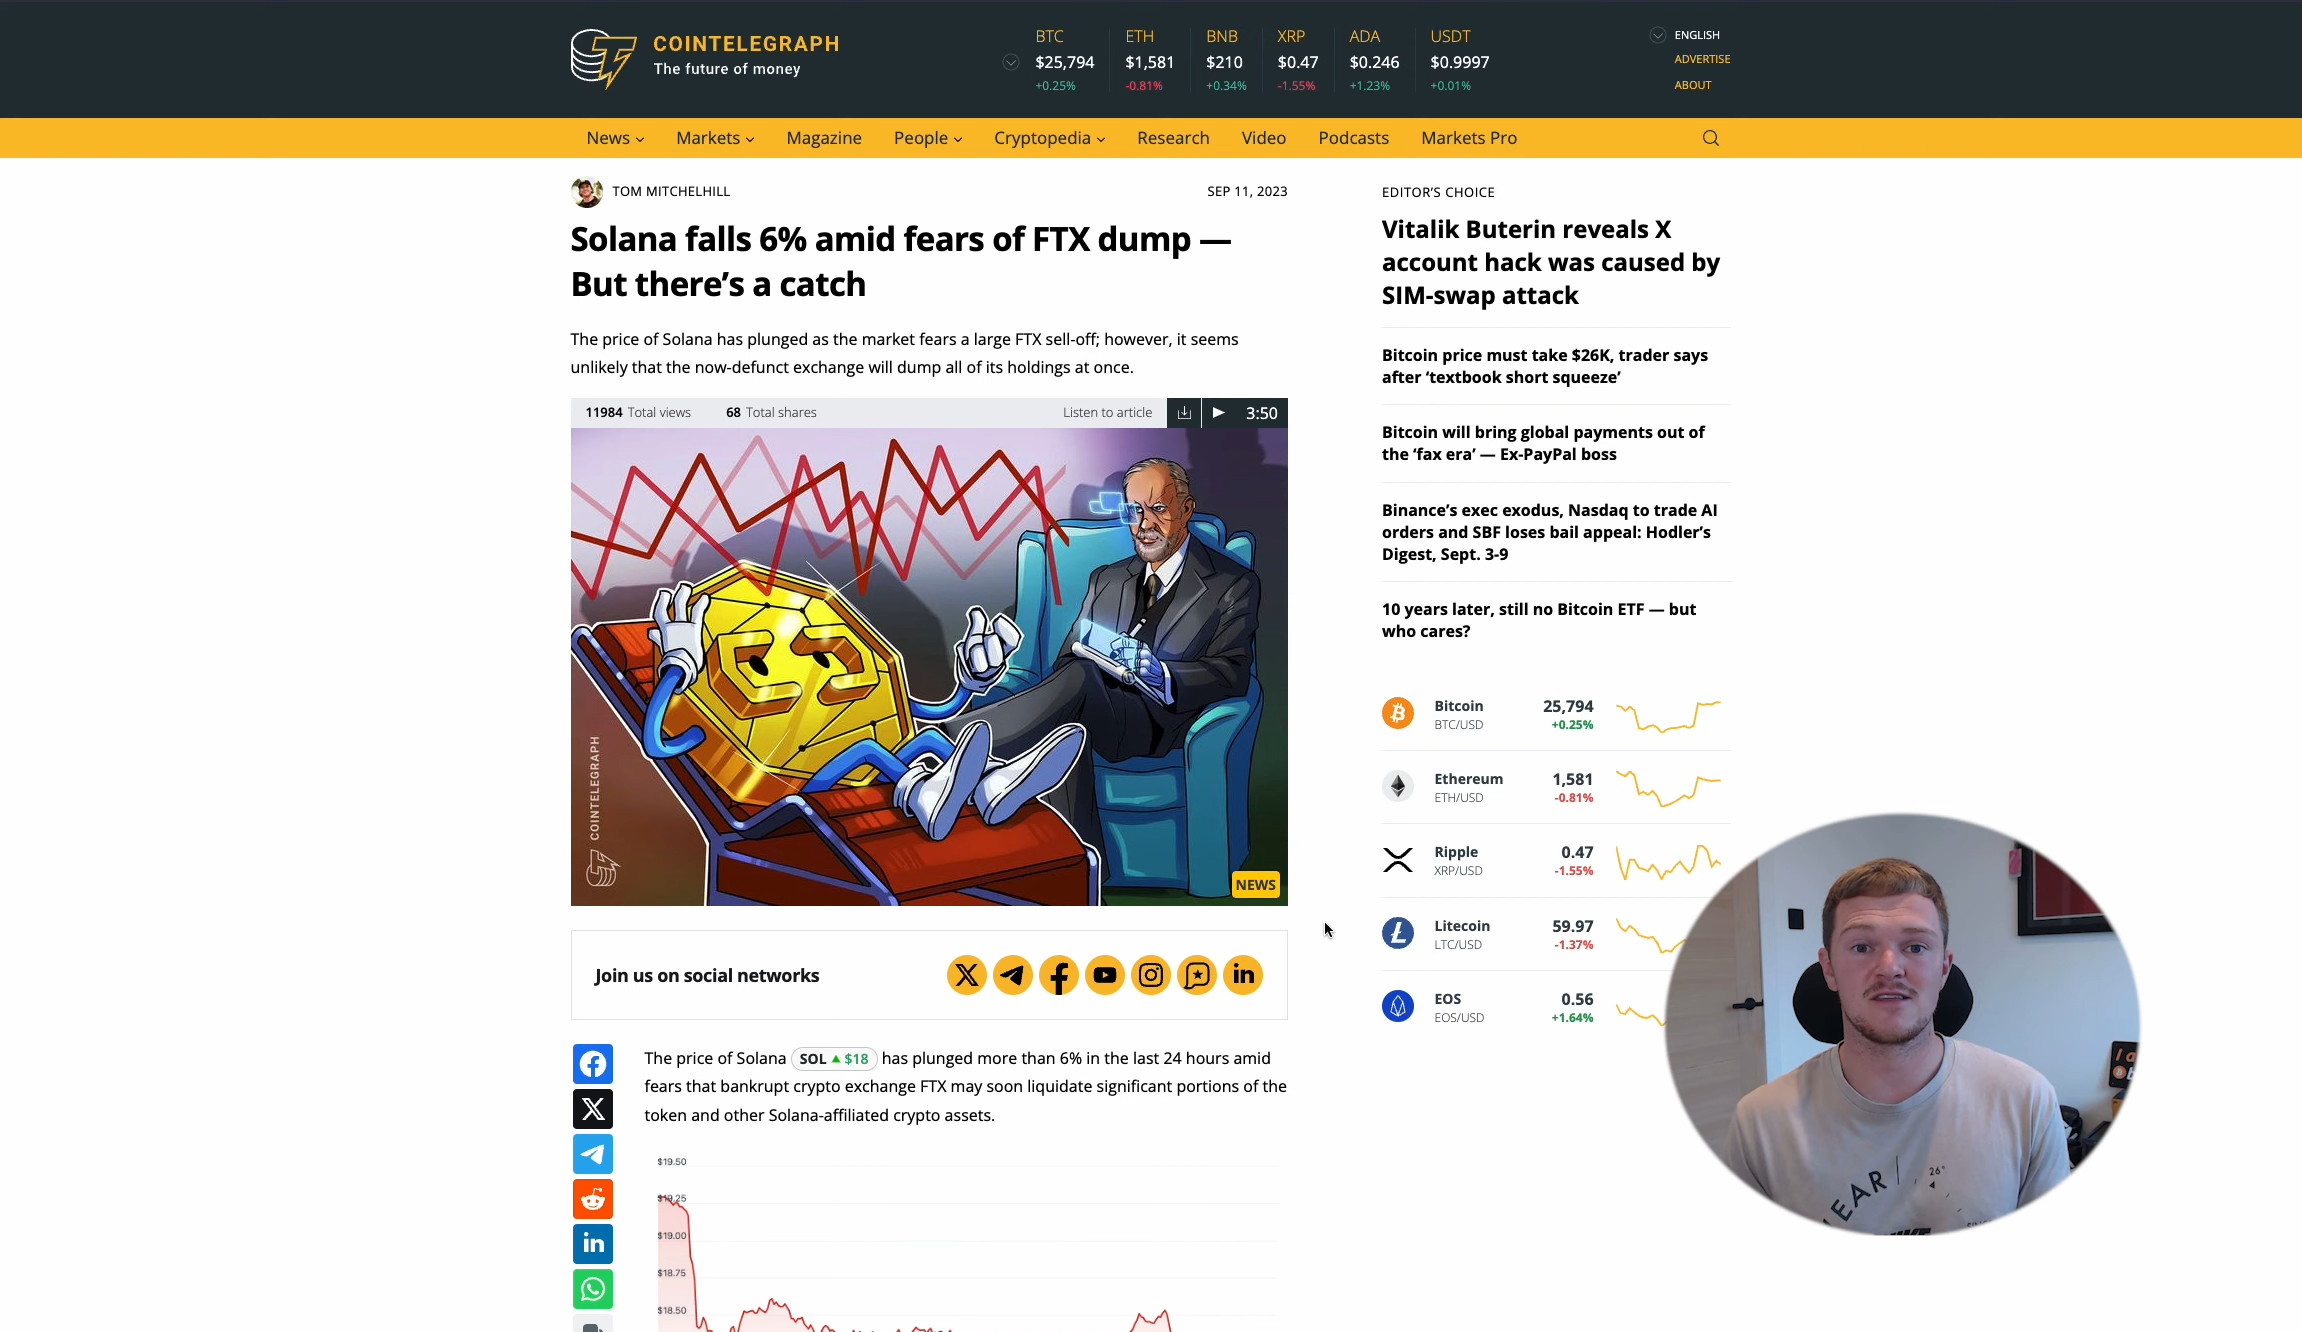 COINTELEGRAPH
The future of money
BTC
$25,794
+0.25%
ETH
$1,581
-0.81%
BNB
$210
+0.34%
XRP
$0.47
-1.55%
ADA
$0.246
+1.23%
USDT
$0.9997
+0.01%
ENGLISH
ADVERTISE
ABOUT
News Markets Magazine People Cryptopedia Research Video Podcasts Markets Pro
TOM MITCHELHILL
SEP 11, 2023
Solana falls 6% amid fears of FTX dump —
But there’s a catch
The price of Solana has plunged as the market fears a large FTX sell-off; however, it seems
unlikely that the now-defunct exchange will dump all of its holdings at once.
11984 Total views 68 Total shares Listen to article 3:50
COINTELEGRAPH
NEWS
Join us on social networks
The price of Solana SOL $18 has plunged more than 6% in the last 24 hours amid
fears that bankrupt crypto exchange FTX may soon liquidate significant portions of the
token and other Solana-affiliated crypto assets.
$19.50
$19.25
$19.00
$18.75
$18.50
EDITOR’S CHOICE
Vitalik Buterin reveals X
account hack was caused by
SIM-swap attack
Bitcoin price must take $26K, trader says
after ‘textbook short squeeze’
Bitcoin will bring global payments out of
the ‘fax era’ — Ex-PayPal boss
Binance’s exec exodus, Nasdaq to trade AI
orders and SBF loses bail appeal: Hodler’s
Digest, Sept. 3-9
10 years later, still no Bitcoin ETF — but
who cares?
Bitcoin 25,794
BTC/USD +0.25%
Ethereum 1,581
ETH/USD -0.81%
Ripple 0.47
XRP/USD -1.55%
Litecoin 59.97
LTC/USD -1.37%
EOS 0.56
EOS/USD +1.64%
26°